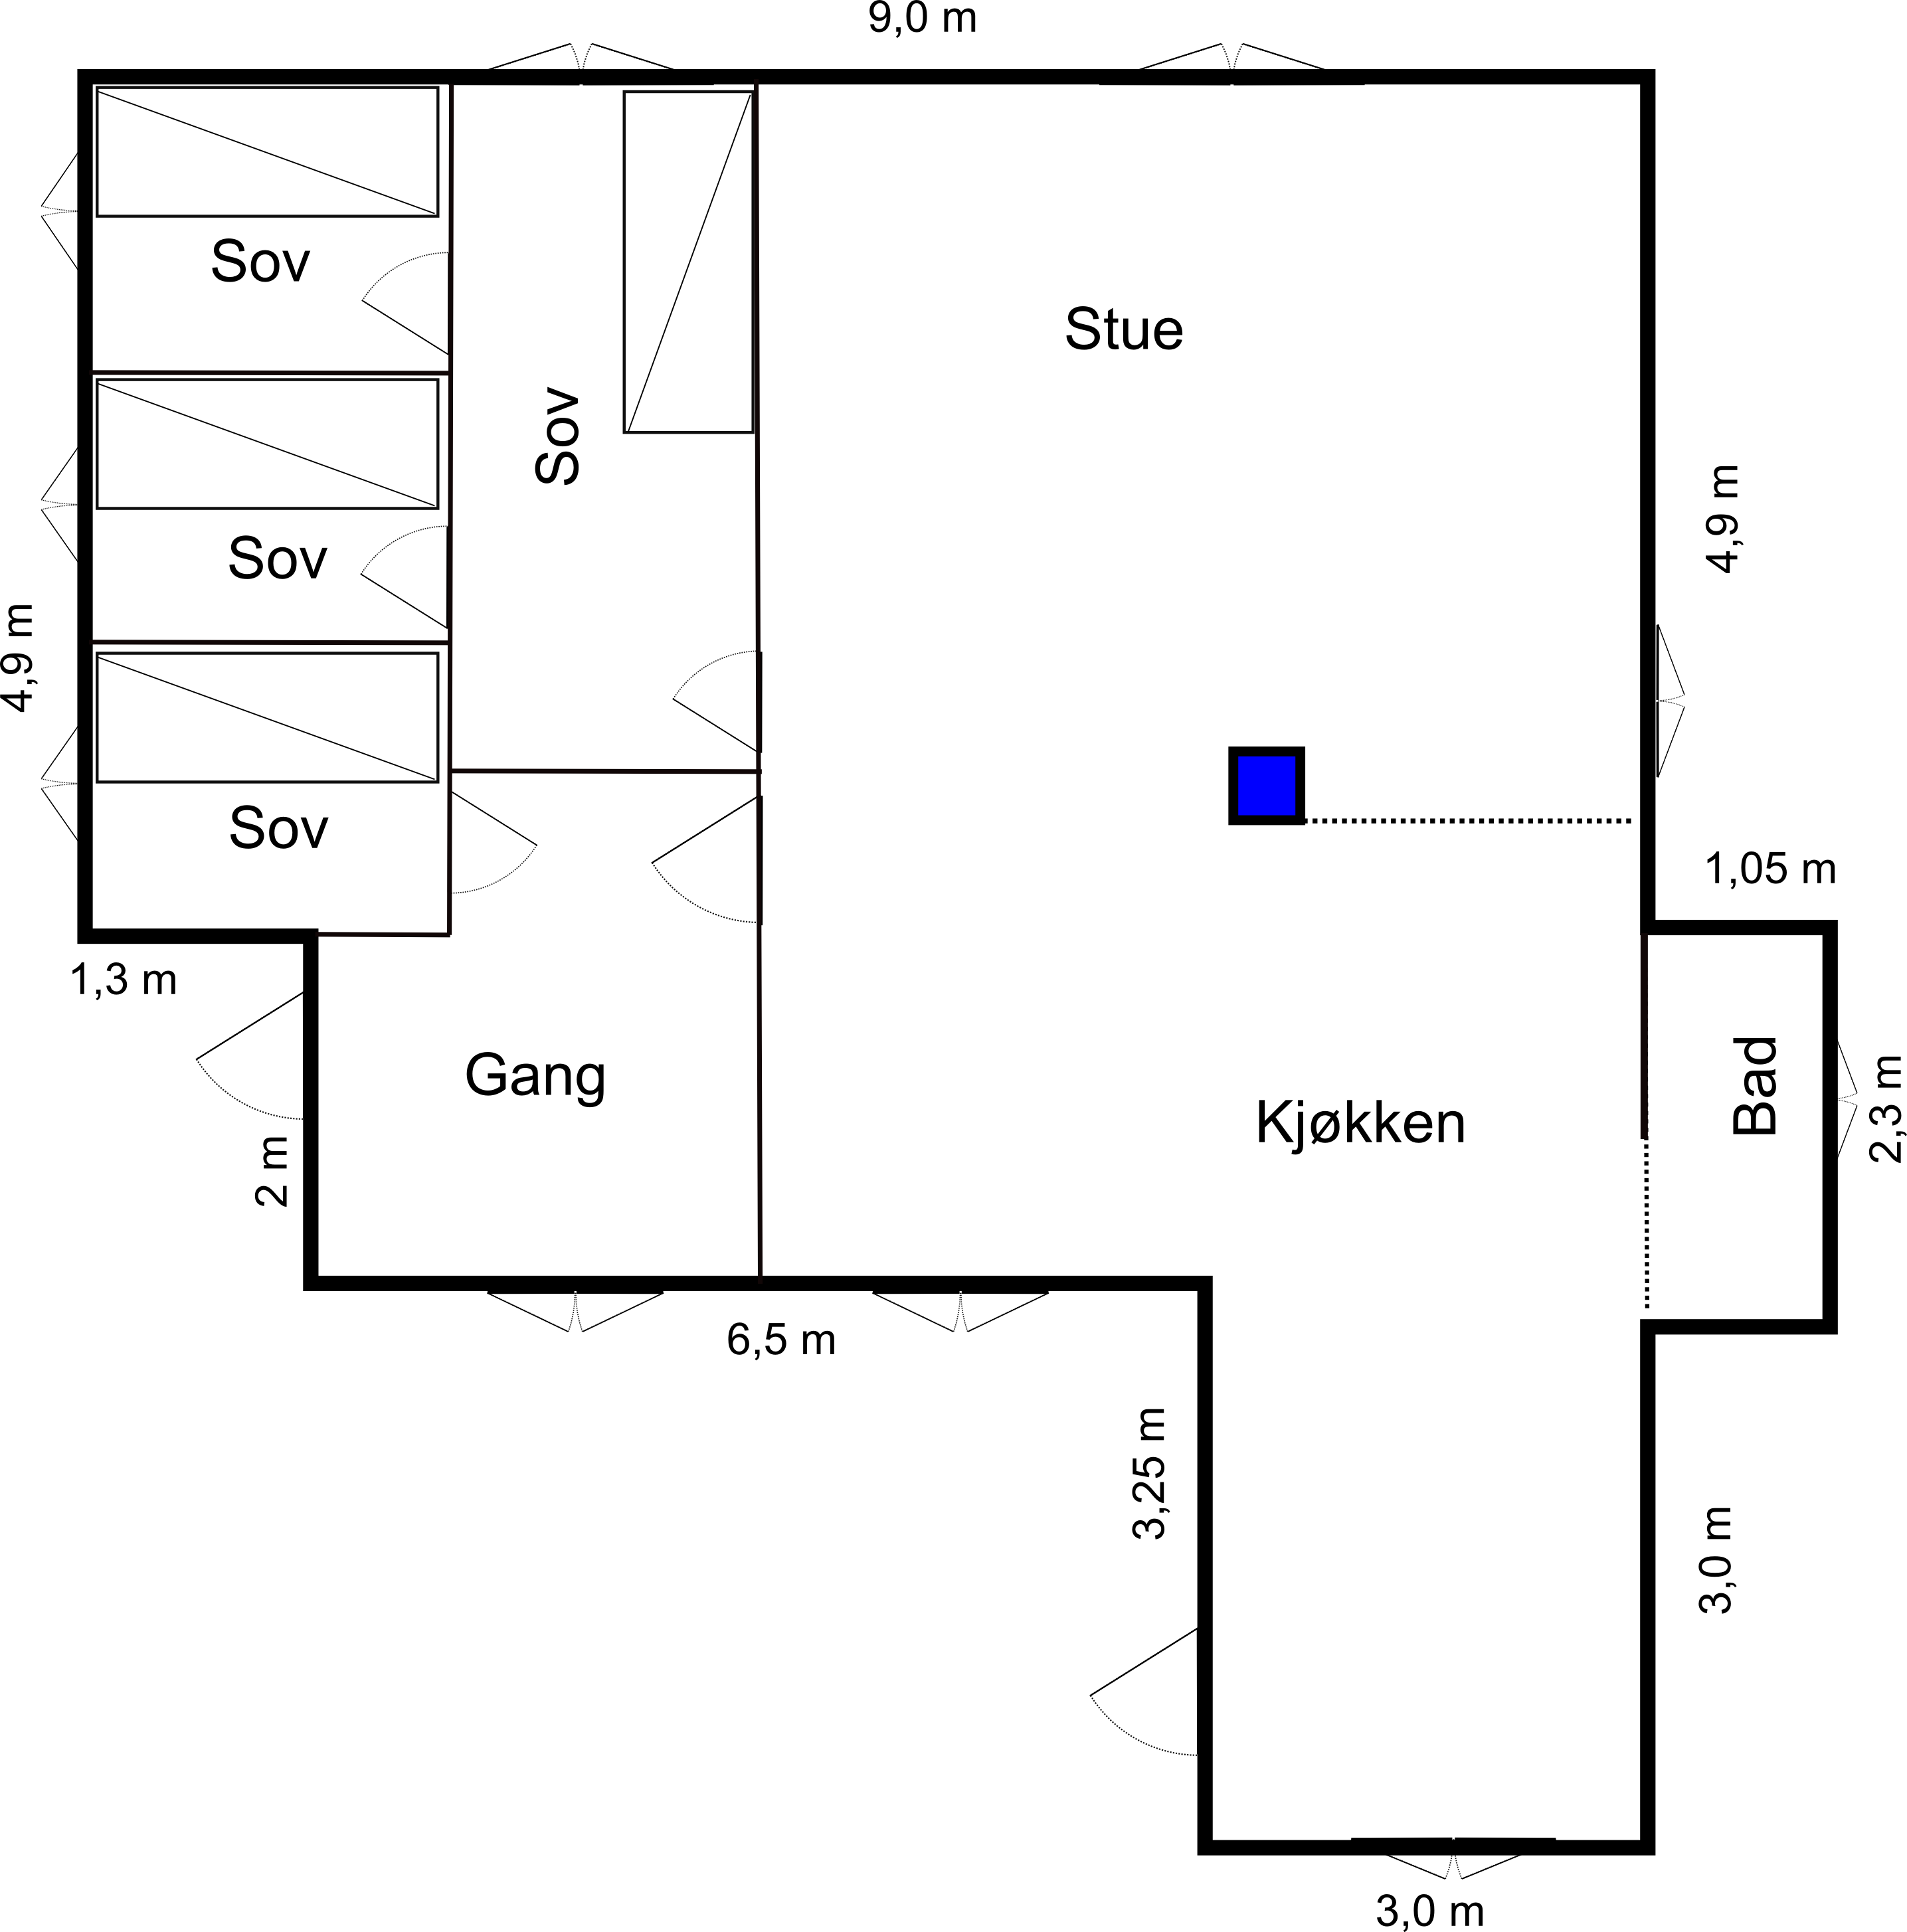 9,0 m
Sov
Stue
Sov
4,9 m
Sov
4,9 m
Sov
1,05 m
1,3 m
Gang
Bad
Kjøkken
2,3 m
2 m
6,5 m
3,25 m
3,0 m
3,0 m